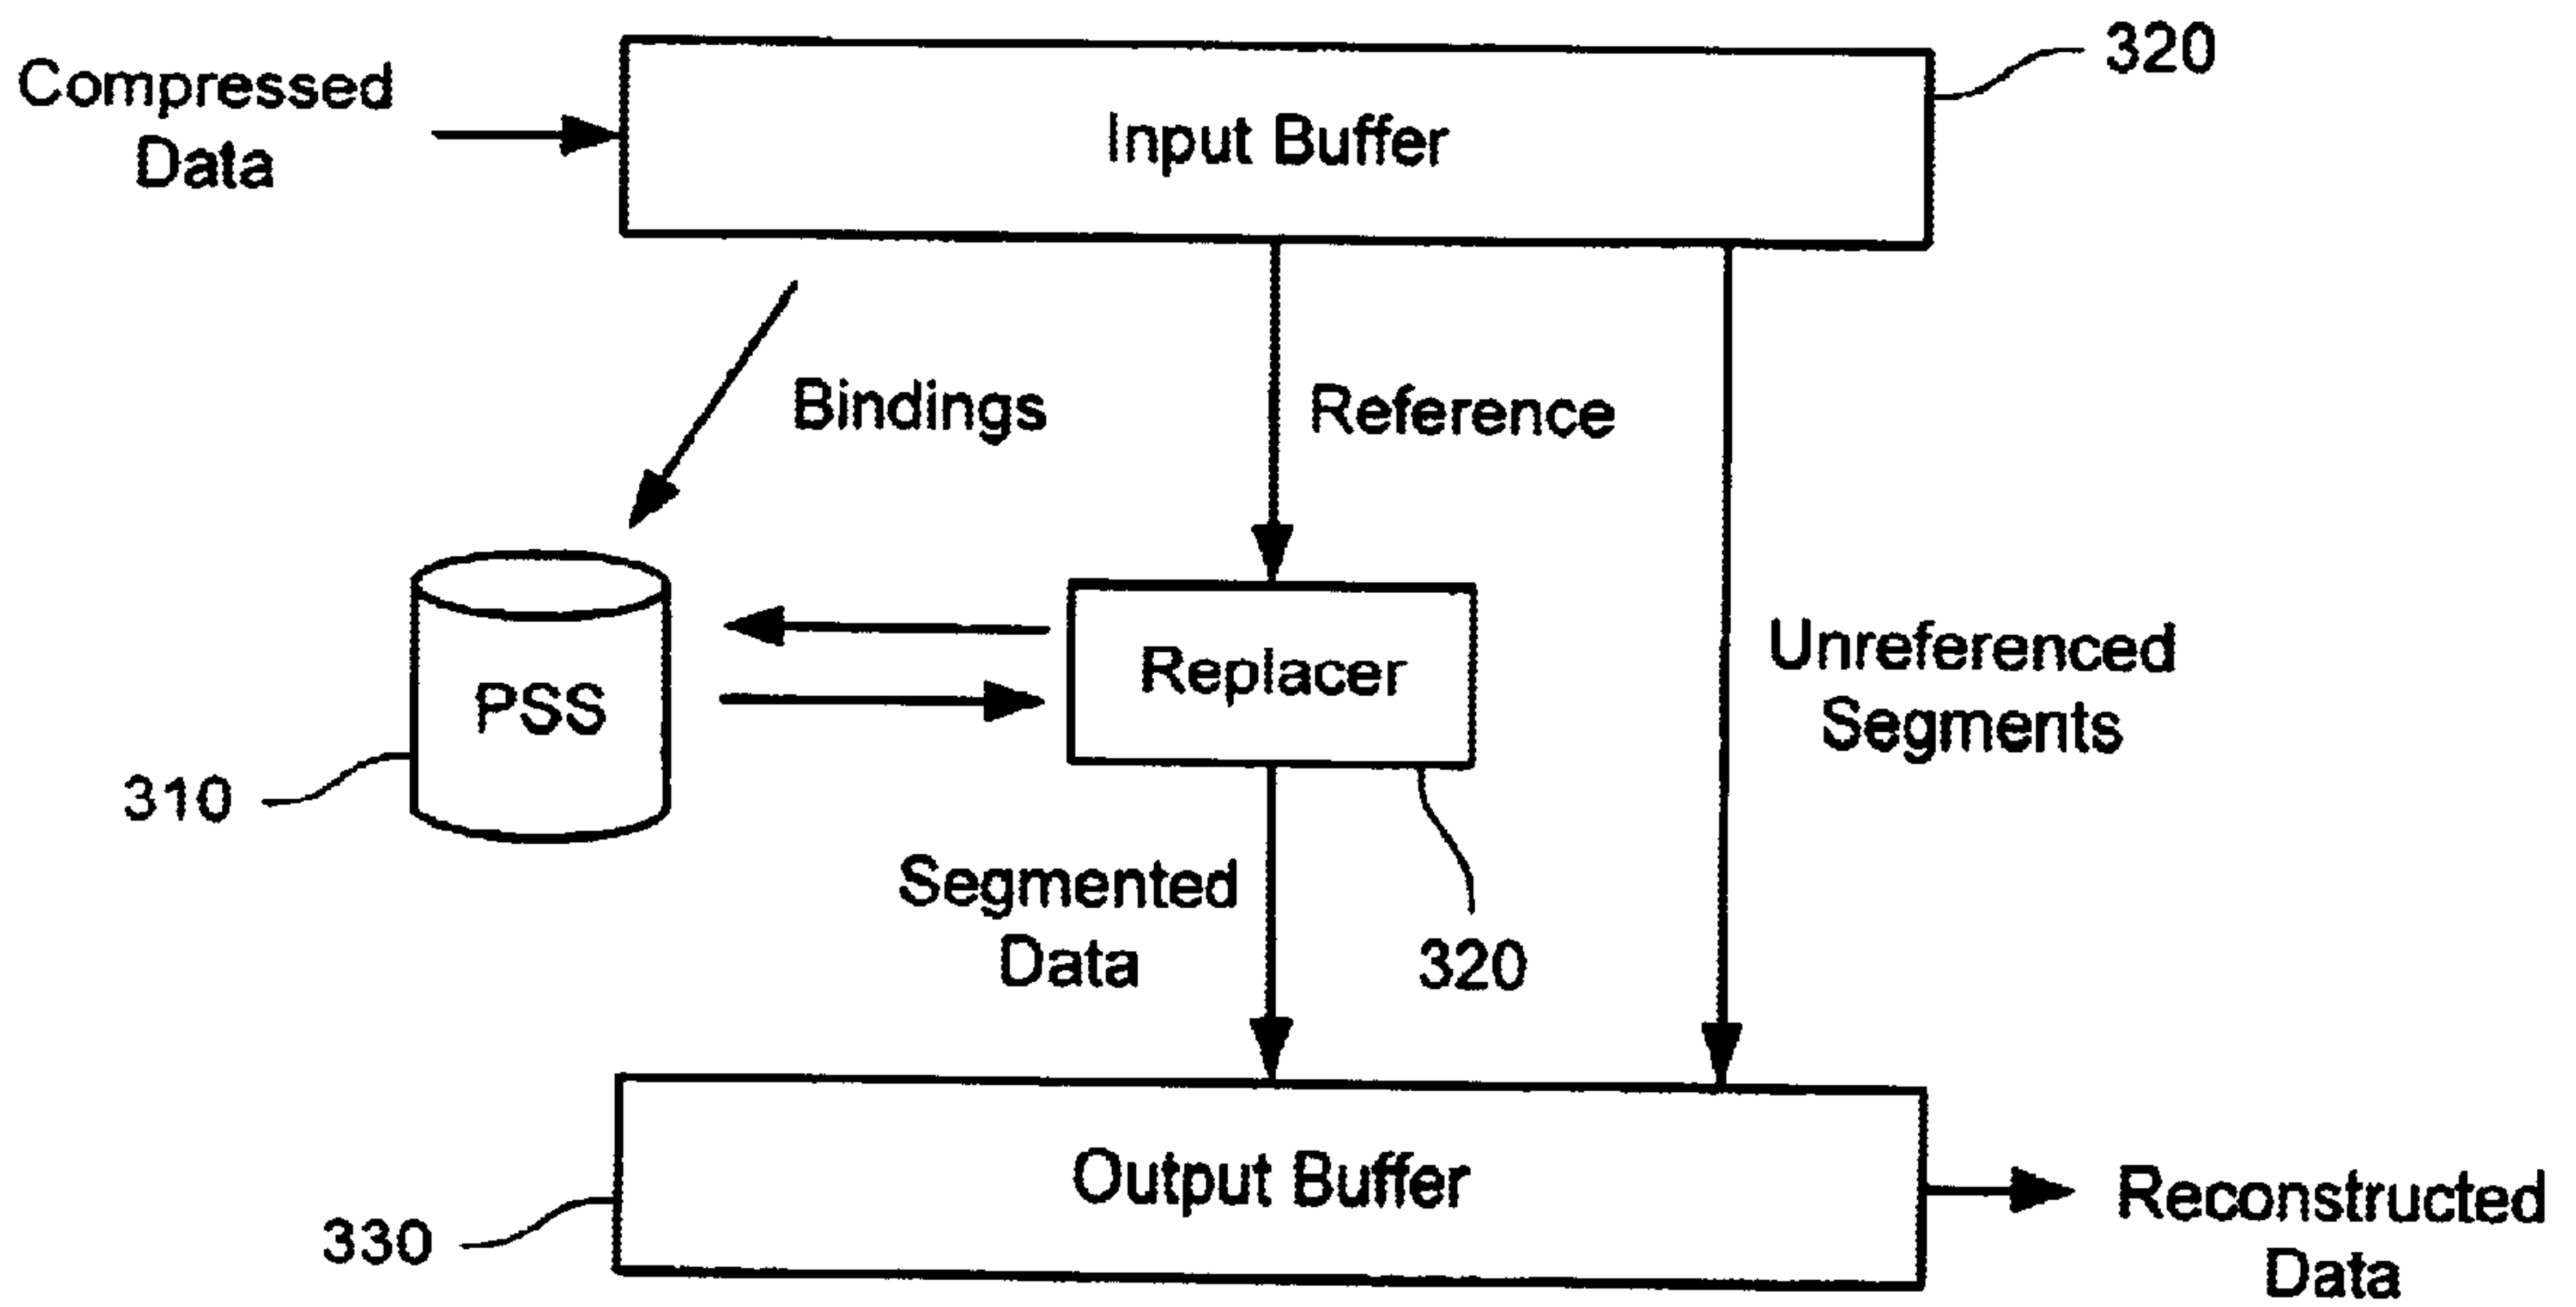 320
Compressed
Data
Input Buffer
Bindings
Reference
PSS
Replacer
Unreferenced
Segments
310
Segmented
Data
320
Output Buffer
330
Reconstructed
Data